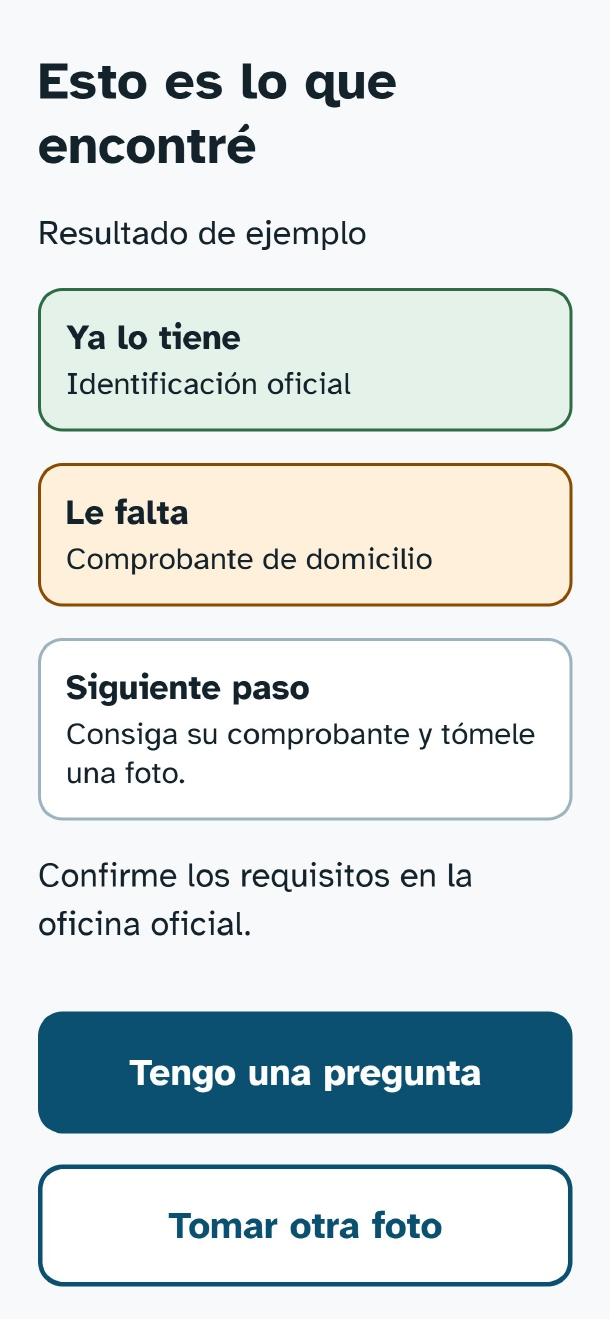 Esto es lo que
encontré
Resultado de ejemplo
Ya lo tiene
Identificación oficial
Le falta
Comprobante de domicilio
Siguiente paso
Consiga su comprobante y tómele
una foto.
Confirme los requisitos en la
oficina oficial.
Tengo una pregunta
Tomar otra foto